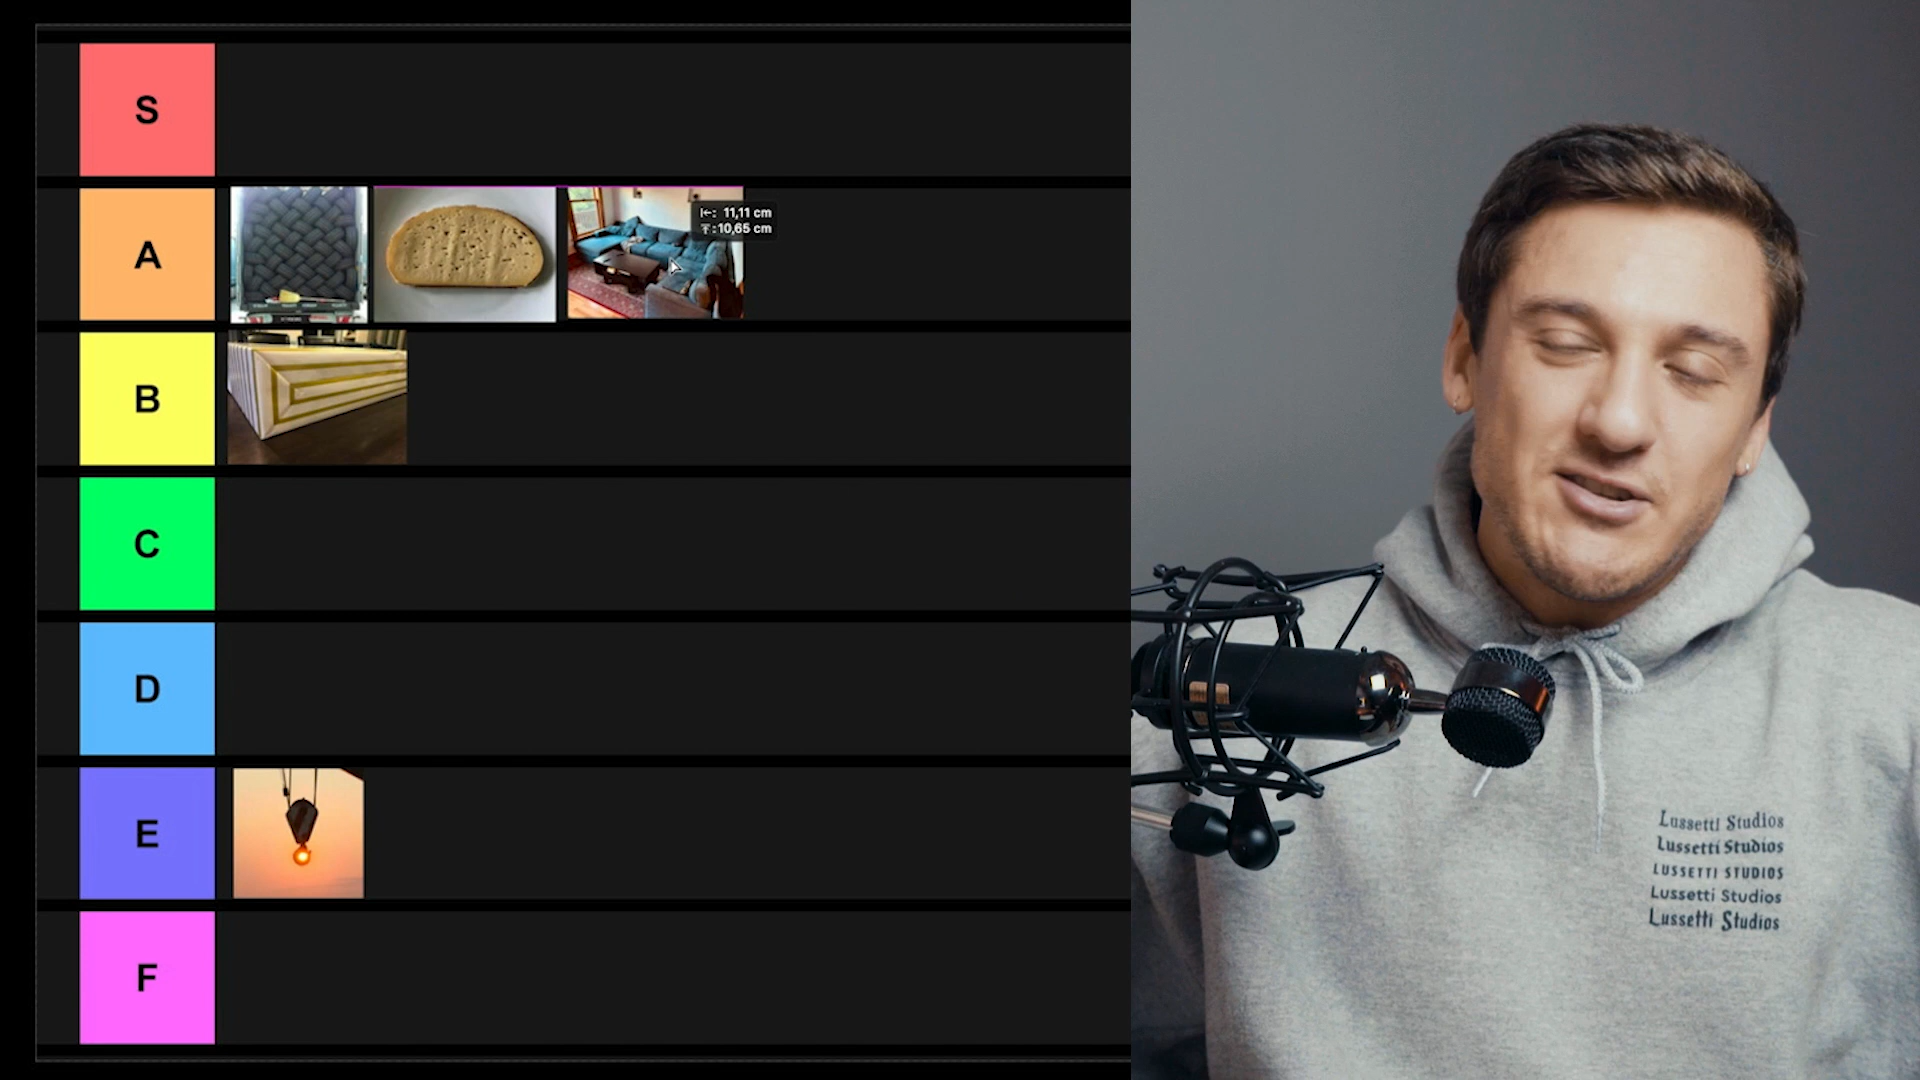 S
A
|←: 11,11 cm
⊼: 10,65 cm
B
C
D
E
F
Lussetti Studios
Lussetti Studios
LUSSETTI STUDIOS
Lussetti Studios
Lussetti Studios